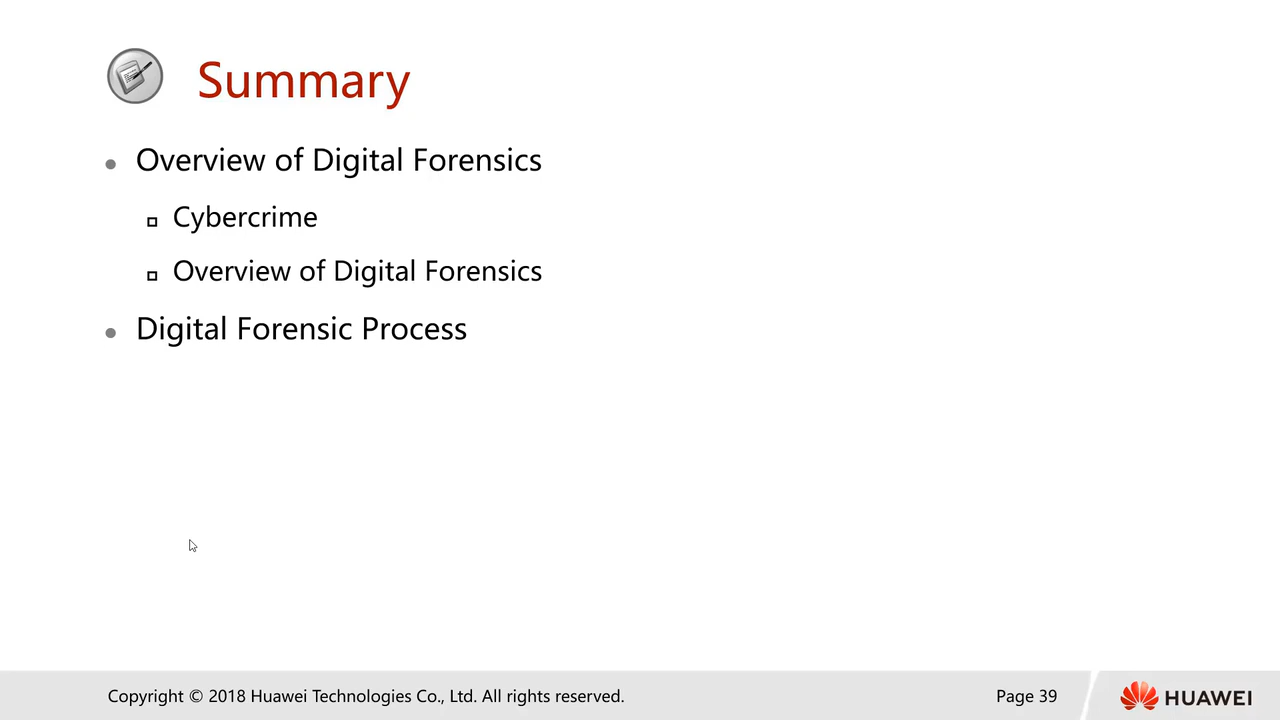 Summary
Overview of Digital Forensics
Cybercrime
Overview of Digital Forensics
Digital Forensic Process
Copyright © 2018 Huawei Technologies Co., Ltd. All rights reserved.
Page 39
HUAWEI